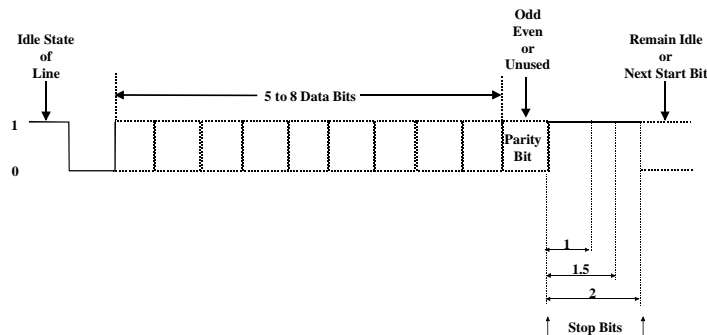 Idle State
of
Line
Odd
Even
or
Unused
Remain Idle
or
Next Start Bit
5 to 8 Data Bits
1
0
Parity
Bit
1
1.5
2
Stop Bits